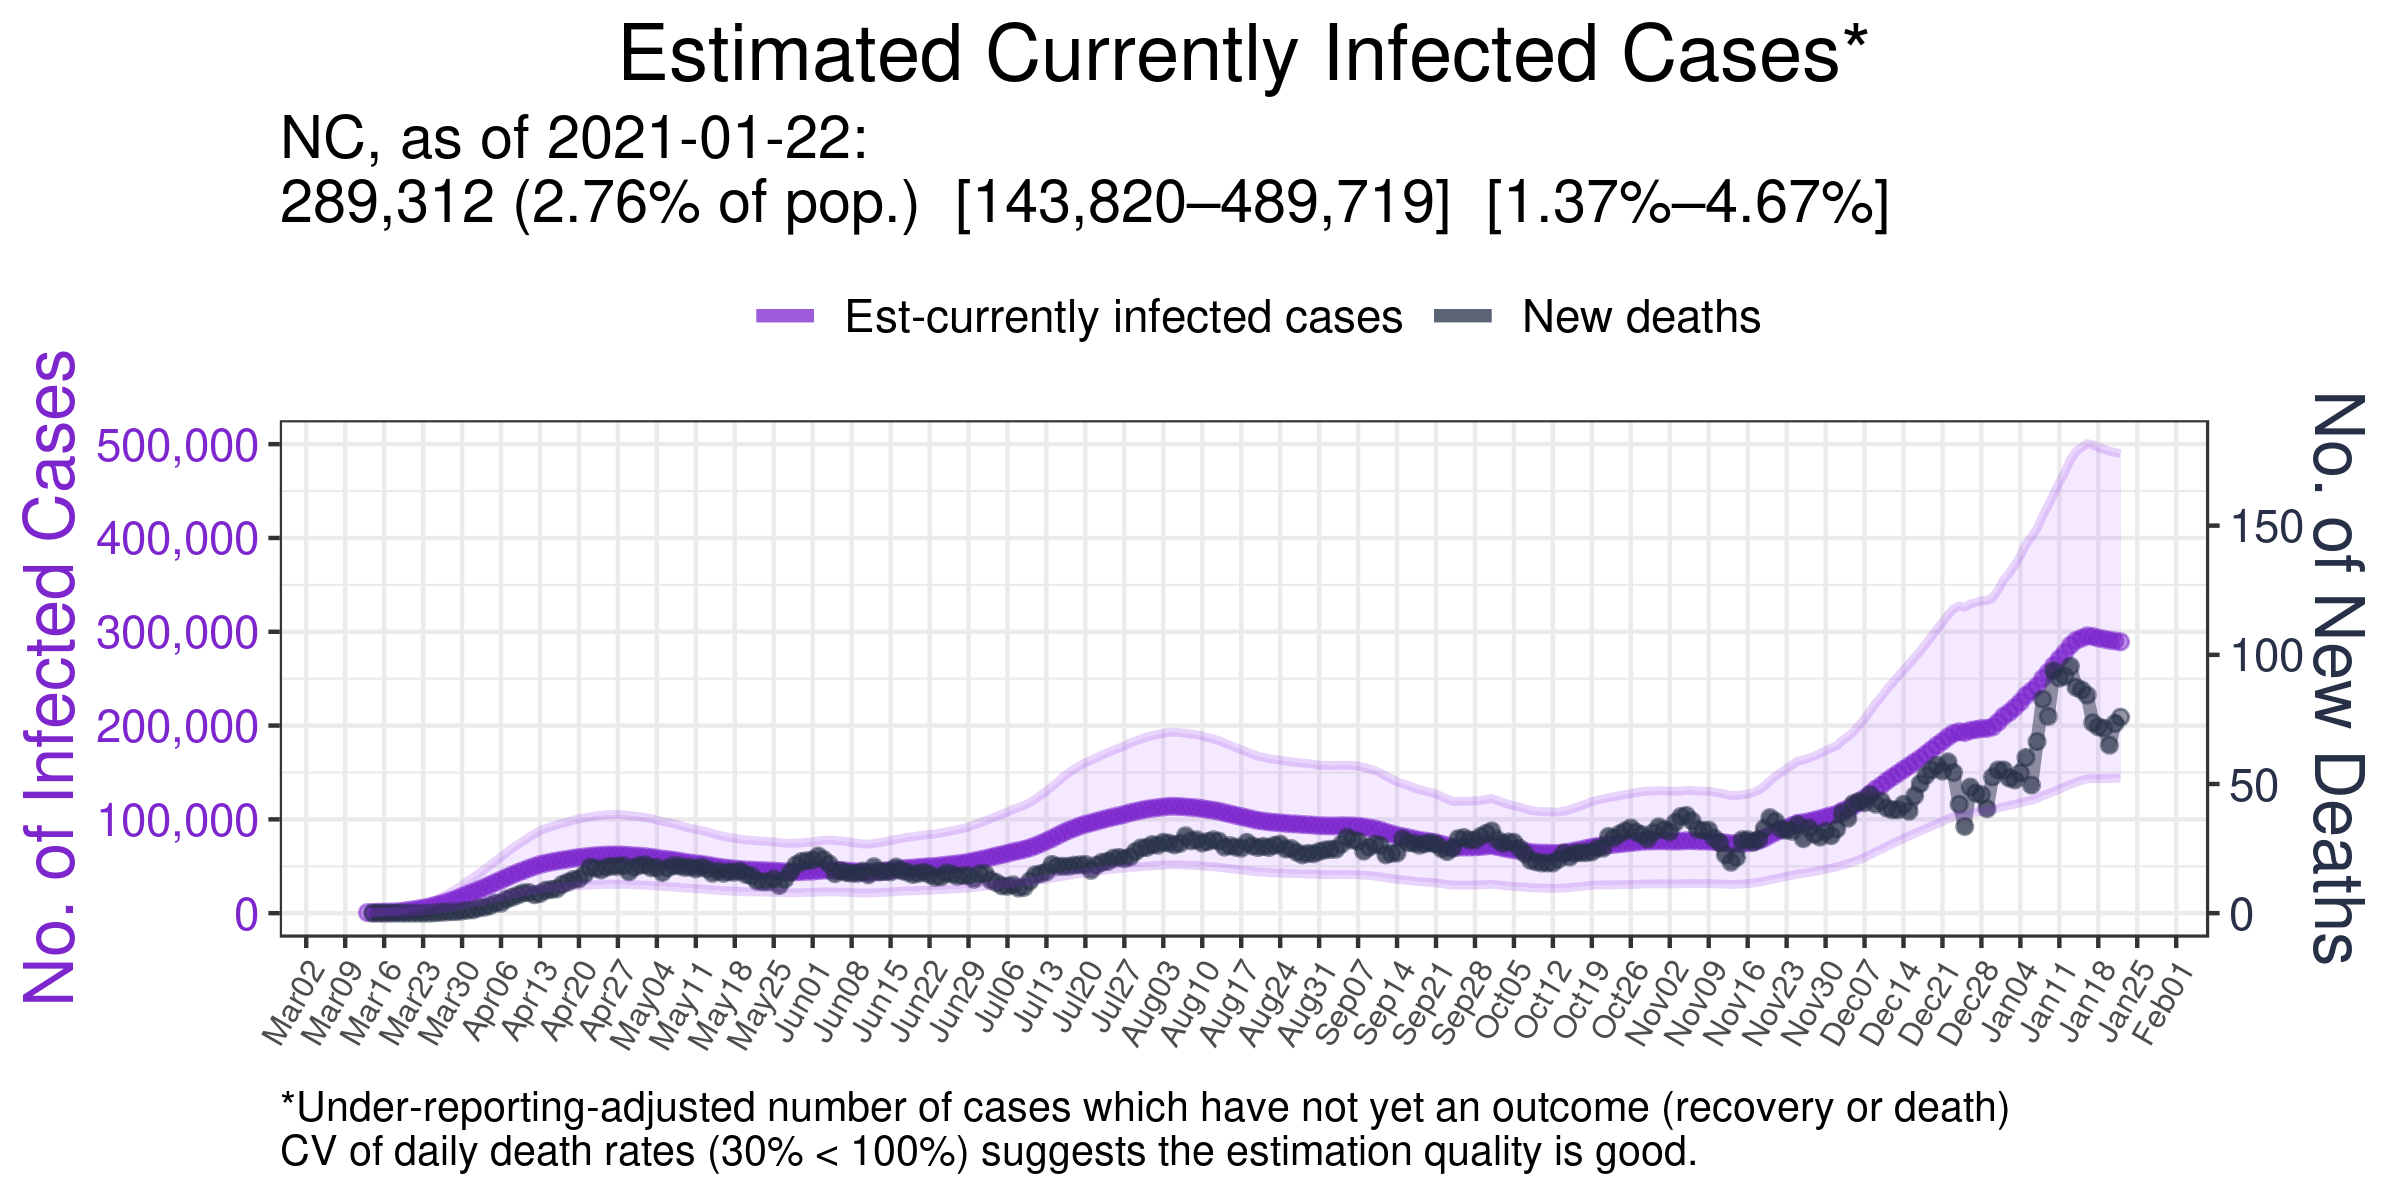 Estimated Currently Infected Cases*
NC, as of 2021-01-22:
289,312 (2.76% of pop.)  [143,820–489,719]  [1.37%–4.67%]
Est-currently infected cases
New deaths
No. of Infected Cases
500,000
400,000
300,000
200,000
100,000
0
150
100
50
0
No. of New Deaths
Mar02
Mar09
Mar16
Mar23
Mar30
Apr06
Apr13
Apr20
Apr27
May04
May11
May18
May25
Jun01
Jun08
Jun15
Jun22
Jun29
Jul06
Jul13
Jul20
Jul27
Aug03
Aug10
Aug17
Aug24
Aug31
Sep07
Sep14
Sep21
Sep28
Oct05
Oct12
Oct19
Oct26
Nov02
Nov09
Nov16
Nov23
Nov30
Dec07
Dec14
Dec21
Dec28
Jan04
Jan11
Jan18
Jan25
Feb01
*Under-reporting-adjusted number of cases which have not yet an outcome (recovery or death)
CV of daily death rates (30% < 100%) suggests the estimation quality is good.